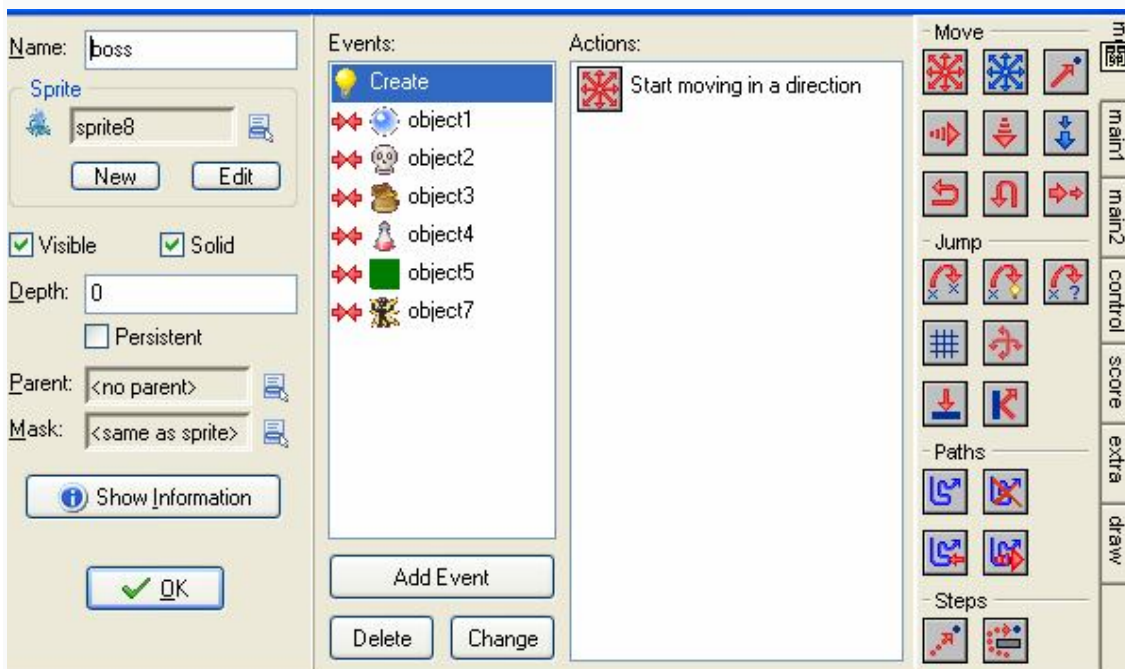 Name: boss
Sprite
sprite8
New Edit
Visible Solid
Depth: 0
Persistent
Parent: <no parent>
Mask: <same as sprite>
Show Information
OK
Events:
Create
object1
object2
object3
object4
object5
object7
Add Event
Delete Change
Actions:
Start moving in a direction
Move
Jump
Paths
Steps
main1
main2
control
score
extra
draw